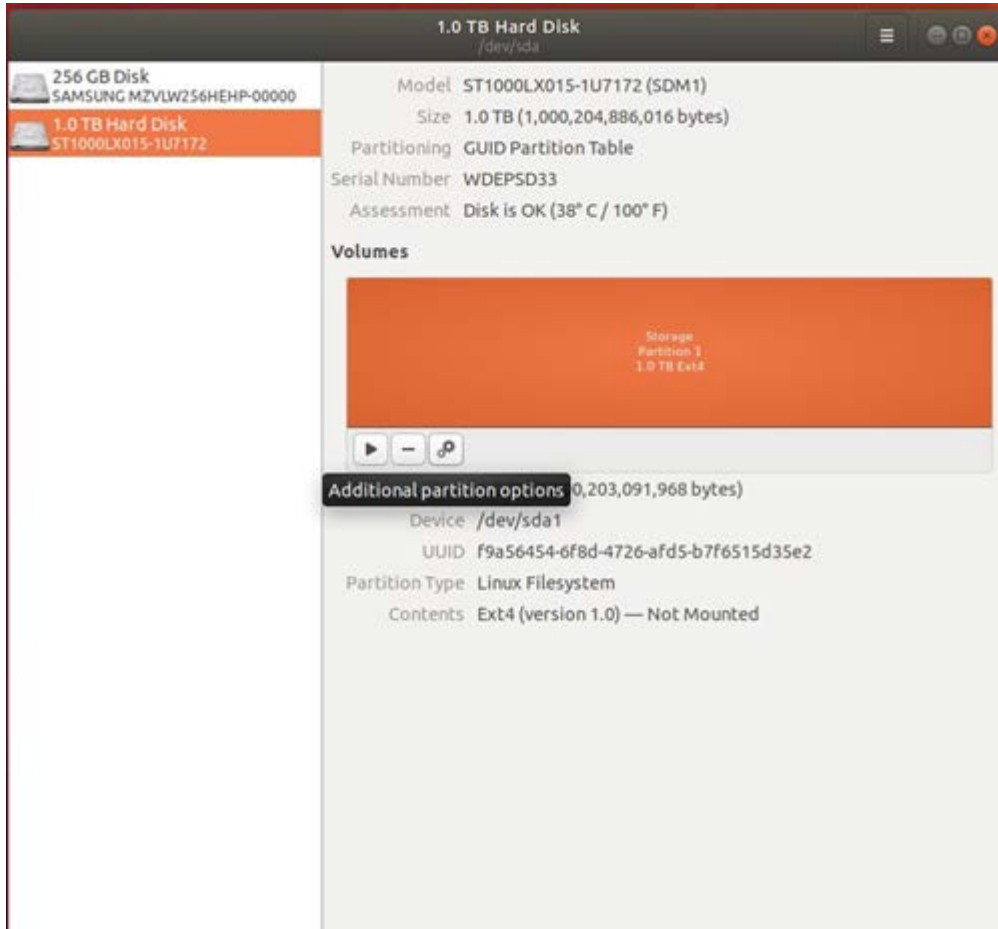 1.0 TB Hard Disk
/dev/sda
256 GB Disk
SAMSUNG MZVLW256HEHP-00000
1.0 TB Hard Disk
ST1000LX015-1U7172
Model ST1000LX015-1U7172 (SDM1)
Size 1.0 TB (1,000,204,886,016 bytes)
Partitioning GUID Partition Table
Serial Number WDEPSD33
Assessment Disk is OK (38° C / 100° F)
Volumes
Storage
Partition 1
1.0 TB Ext4
Additional partition options 0,203,091,968 bytes)
Device /dev/sda1
UUID f9a56454-6f8d-4726-afd5-b7f6515d35e2
Partition Type Linux Filesystem
Contents Ext4 (version 1.0) — Not Mounted